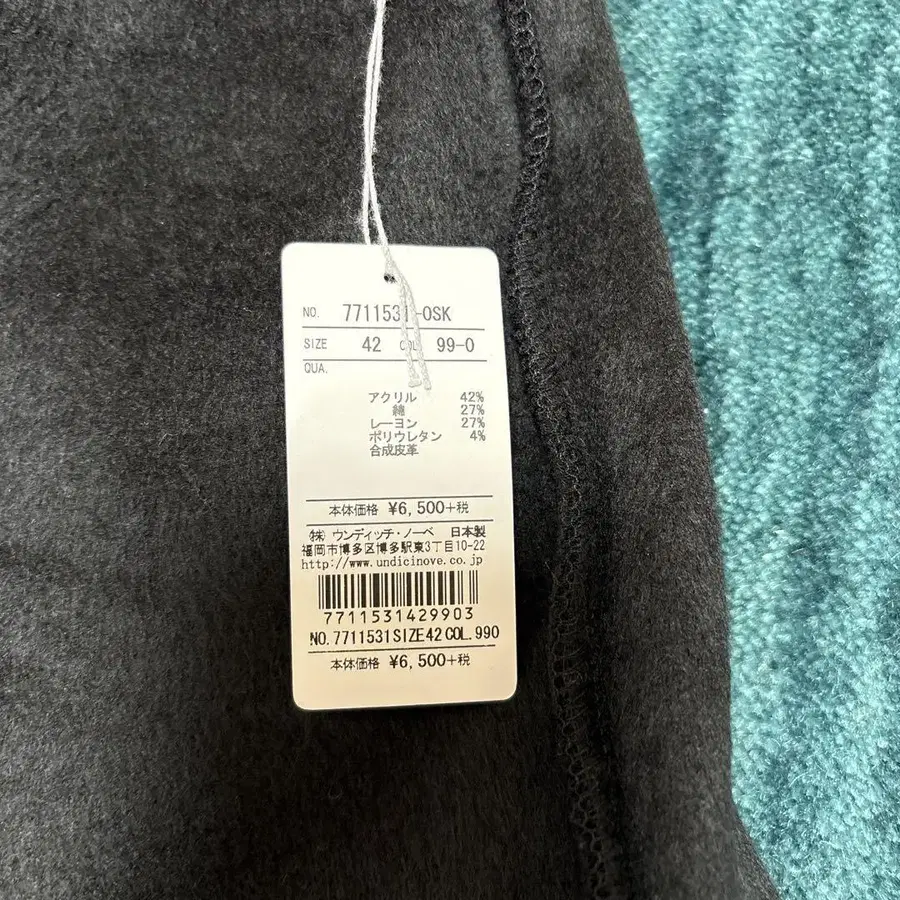 NO. 7711531-OSK
SIZE 42 COL. 99-0
QUA.
アクリル 42%
綿 27%
レーヨン 27%
ポリウレタン 4%
合成皮革
本体価格 ¥6,500+税
(株) ウンディッチ・ノーベ 日本製
福岡市博多区博多駅東3丁目10-22
http://www.undicinove.co.jp
7711531429903
NO.7711531SIZE42COL.990
本体価格 ¥6,500+税